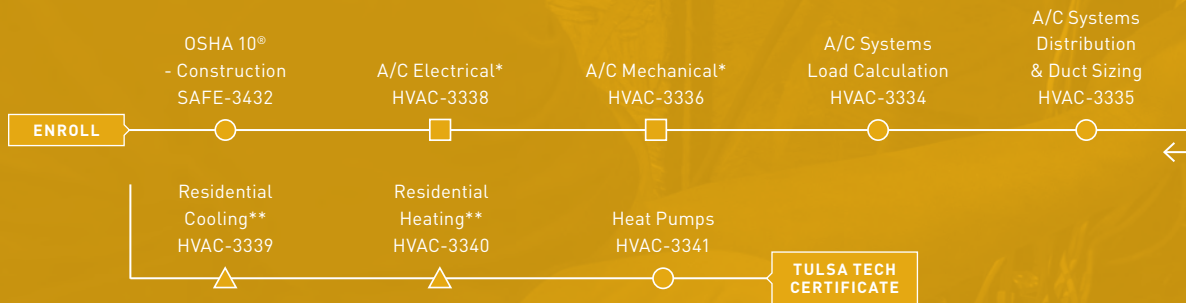 ENROLL
OSHA 10®
- Construction
SAFE-3432
A/C Electrical*
HVAC-3338
A/C Mechanical*
HVAC-3336
A/C Systems
Load Calculation
HVAC-3334
A/C Systems
Distribution
& Duct Sizing
HVAC-3335
Residential
Cooling**
HVAC-3339
Residential
Heating**
HVAC-3340
Heat Pumps
HVAC-3341
TULSA TECH
CERTIFICATE